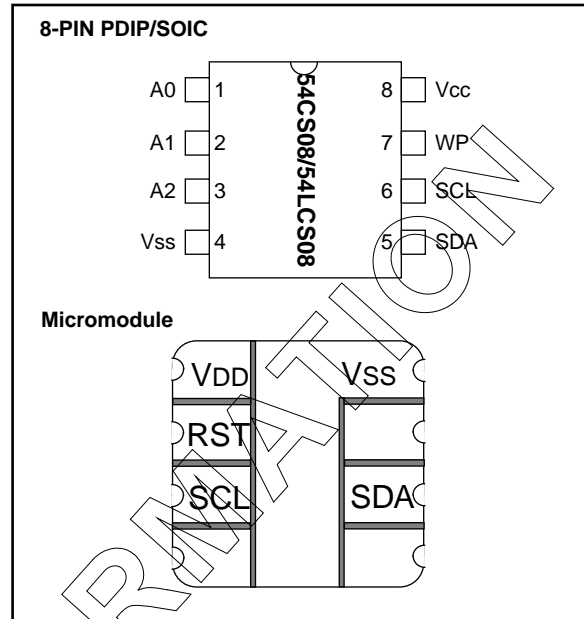 8-PIN PDIP/SOIC
A0 1 8 Vcc
A1 2 7 WP
A2 3 6 SCL
Vss 4 5 SDA
54CS08/54LCS08
Micromodule
VDD VSS
RST
SCL SDA
RMATION